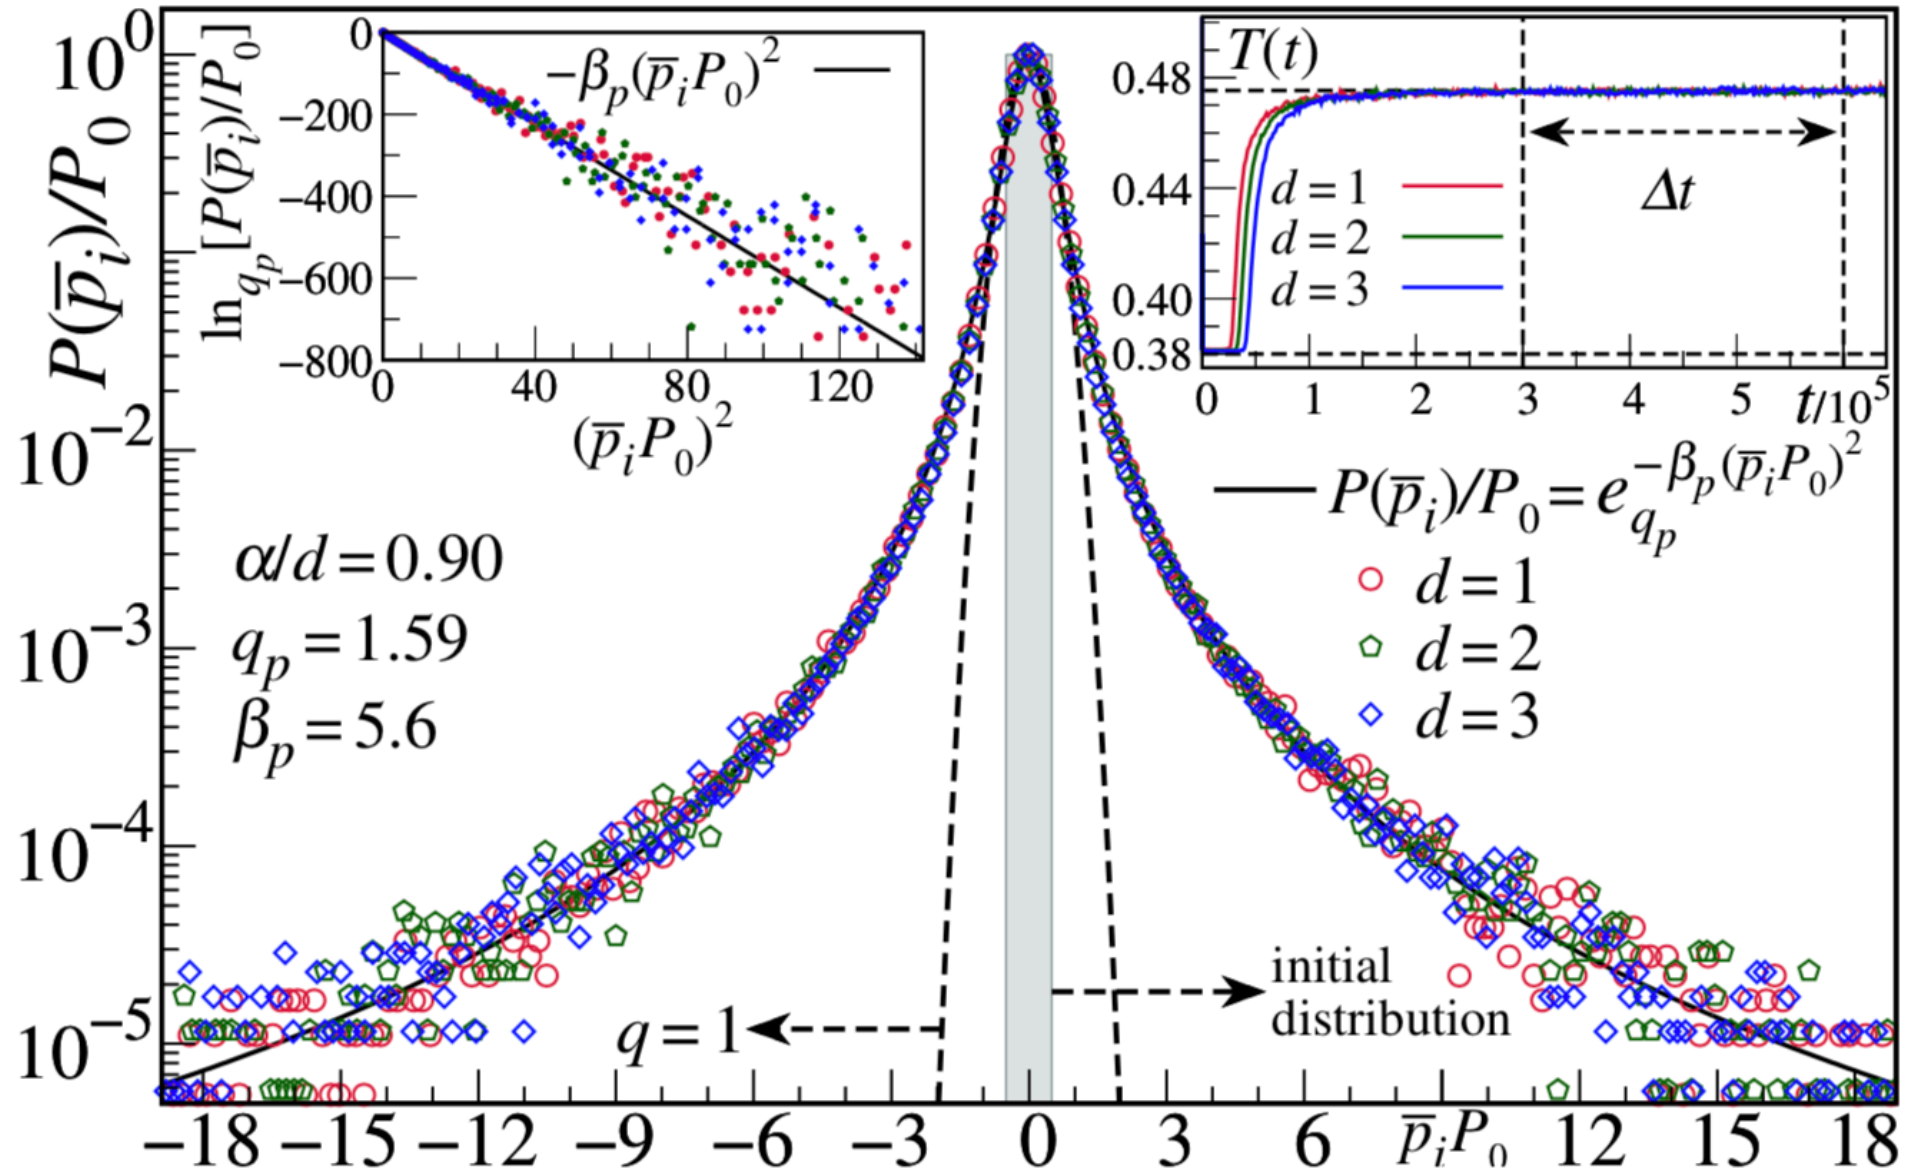 P(p̅ᵢ)/P₀
10⁰
10⁻²
10⁻³
10⁻⁴
10⁻⁵
ln_{q_p}[P(p̅ᵢ)/P₀]
0
−200
−400
−600
−800
−β_p(p̅ᵢP₀)²
0 40 80 120
(p̅ᵢP₀)²
T(t)
0.48
0.44
0.40
0.38
d = 1
d = 2
d = 3
Δt
0 1 2 3 4 5 t/10⁵
α/d = 0.90
q_p = 1.59
β_p = 5.6
P(p̅ᵢ)/P₀ = e_{q_p}^{−β_p(p̅ᵢP₀)²}
d = 1
d = 2
d = 3
q = 1
initial
distribution
−18 −15 −12 −9 −6 −3 0 3 6 p̅ᵢP₀ 12 15 18